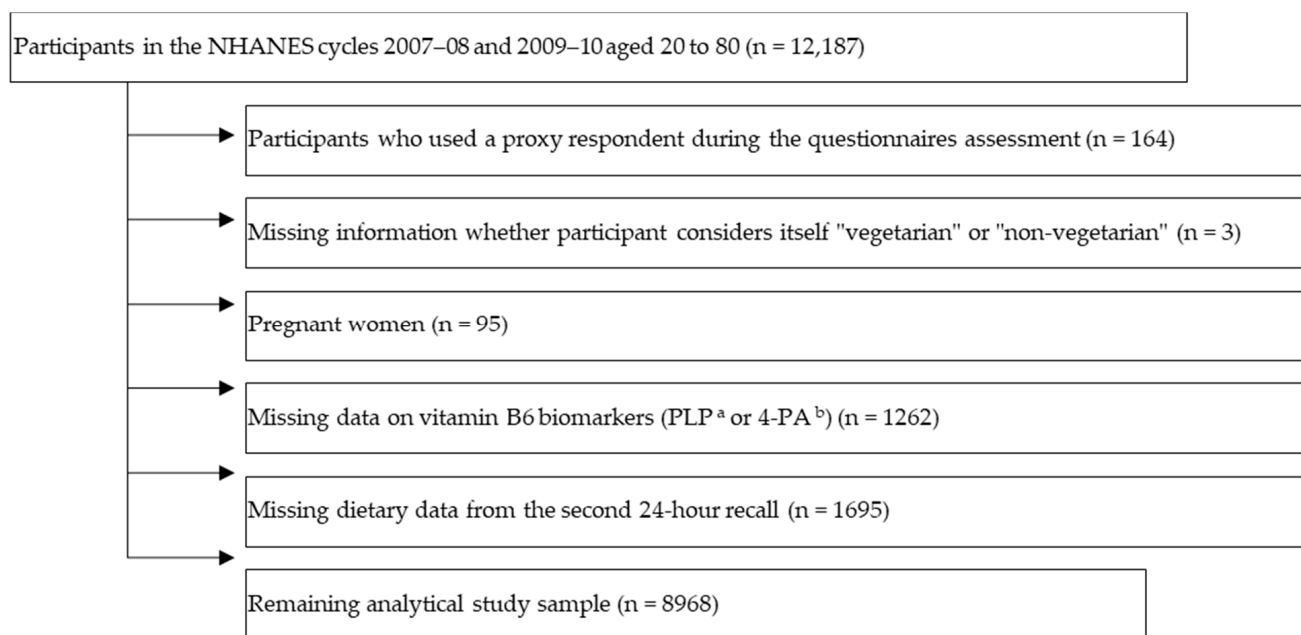 Participants in the NHANES cycles 2007–08 and 2009–10 aged 20 to 80 (n = 12,187)
Participants who used a proxy respondent during the questionnaires assessment (n = 164)
Missing information whether participant considers itself "vegetarian" or "non-vegetarian" (n = 3)
Pregnant women (n = 95)
Missing data on vitamin B6 biomarkers (PLP ᵃ or 4-PA ᵇ) (n = 1262)
Missing dietary data from the second 24-hour recall (n = 1695)
Remaining analytical study sample (n = 8968)